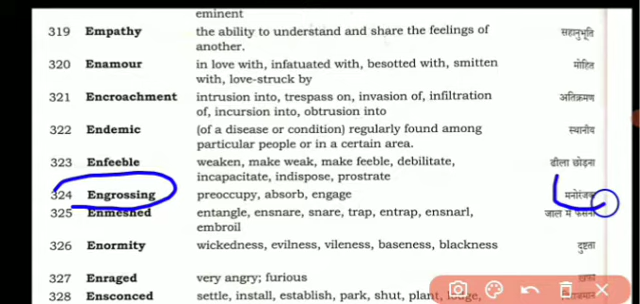 eminent
319 Empathy the ability to understand and share the feelings of सहानुभूति
another.
320 Enamour in love with, infatuated with, besotted with, smitten मोहित
with, love-struck by
321 Encroachment intrusion into, trespass on, invasion of, infiltration अतिक्रमण
of, incursion into, obtrusion into
322 Endemic (of a disease or condition) regularly found among स्थानीय
particular people or in a certain area.
323 Enfeeble weaken, make weak, make feeble, debilitate, ढीला छोड़ना
incapacitate, indispose, prostrate
324 Engrossing preoccupy, absorb, engage मनोरंजक
325 Enmeshed entangle, ensnare, snare, trap, entrap, ensnarl, जाल में फंसना
embroil
326 Enormity wickedness, evilness, vileness, baseness, blackness दुष्टता
327 Enraged very angry; furious
328 Ensconced settle, install, establish, park, shut, plant, lodge,